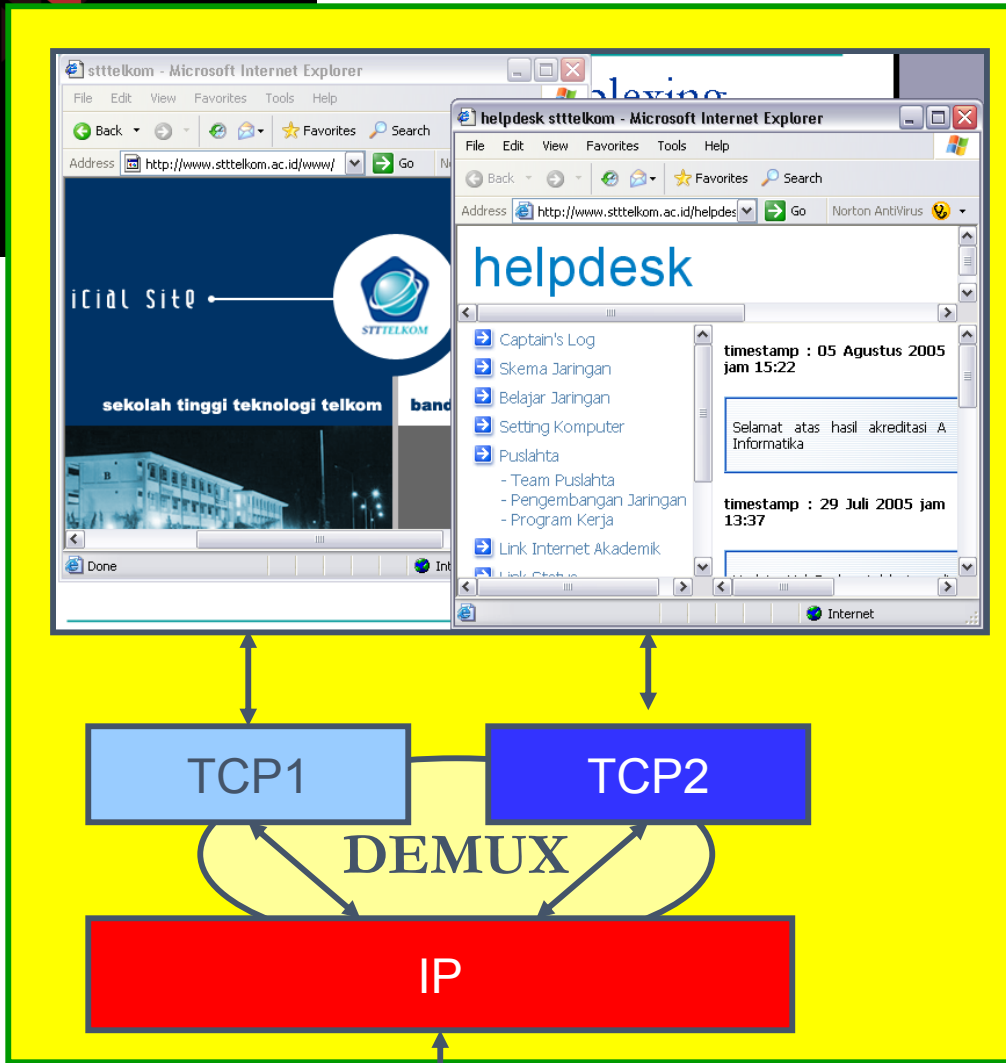 stttelkom - Microsoft Internet Explorer
File Edit View Favorites Tools Help
Back Favorites Search
Address http://www.stttelkom.ac.id/www/ Go
icial Site
STTTELKOM
sekolah tinggi teknologi telkom band
B
Done Int
plexing
helpdesk stttelkom - Microsoft Internet Explorer
File Edit View Favorites Tools Help
Back Favorites Search
Address http://www.stttelkom.ac.id/helpdes Go Norton AntiVirus
helpdesk
Captain's Log
Skema Jaringan
Belajar Jaringan
Setting Komputer
Puslahta
- Team Puslahta
- Pengembangan Jaringan
- Program Kerja
Link Internet Akademik
Link Status
timestamp : 05 Agustus 2005
jam 15:22
Selamat atas hasil akreditasi A
Informatika
timestamp : 29 Juli 2005 jam
13:37
Internet
TCP1
TCP2
DEMUX
IP